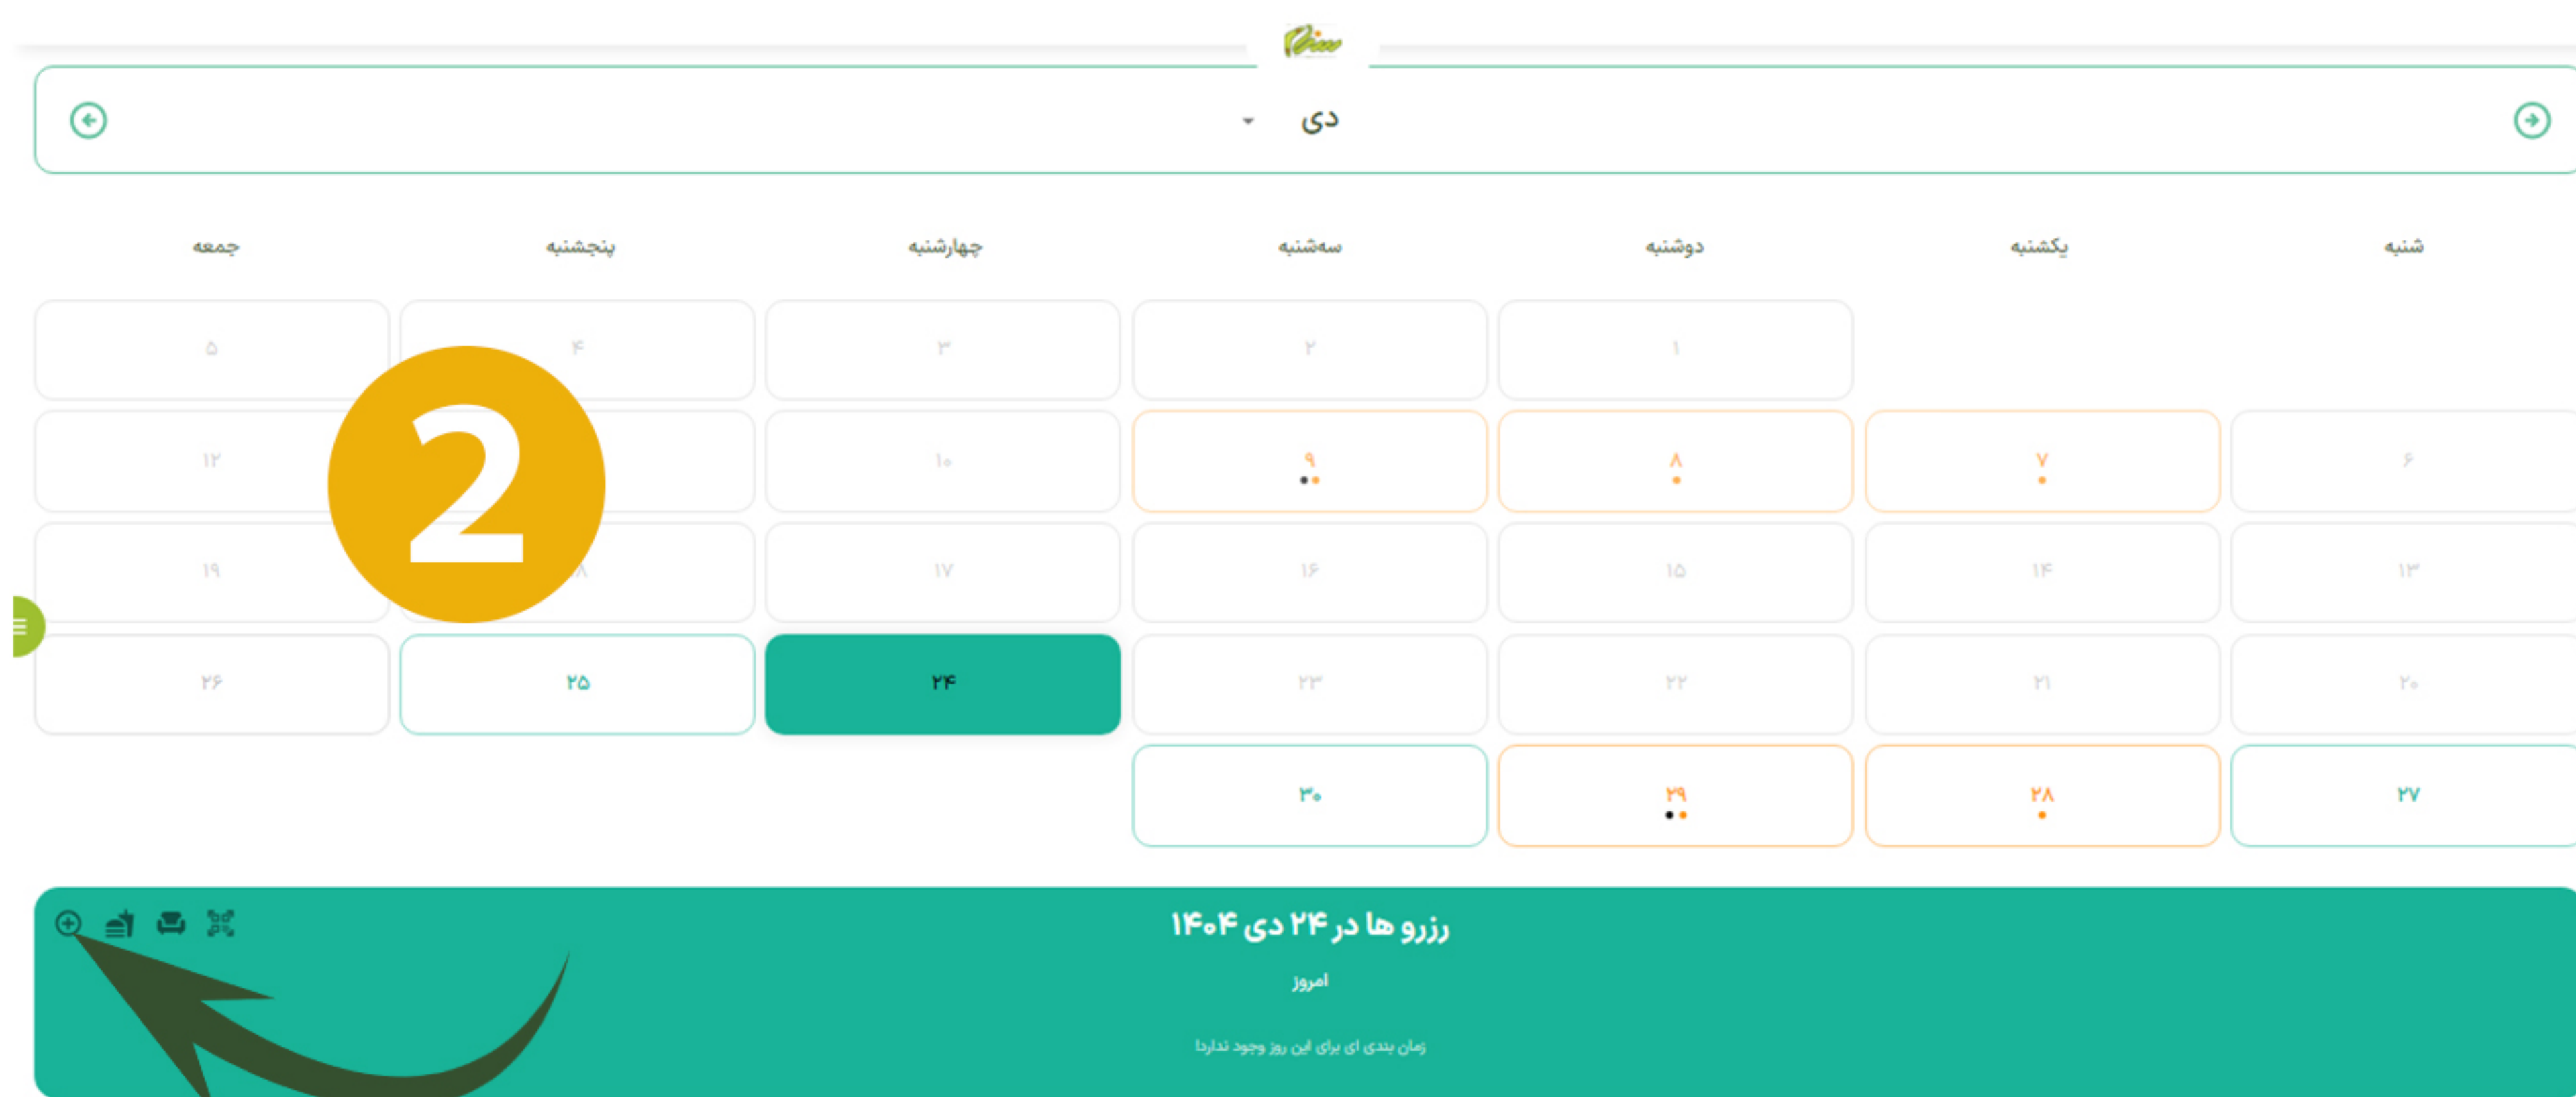 دی
شنبه یکشنبه دوشنبه سه‌شنبه چهارشنبه پنجشنبه جمعه
۱ ۲ ۳ ۴ ۵
۶ ۷ ۸ ۹ ۱۰ ۱۲
2
۱۳ ۱۴ ۱۵ ۱۶ ۱۷ ۱۹
۲۰ ۲۱ ۲۲ ۲۳ ۲۴ ۲۵ ۲۶
۲۷ ۲۸ ۲۹ ۳۰
رزرو ها در ۲۴ دی ۱۴۰۴
امروز
زمان بندی ای برای این روز وجود ندارد!